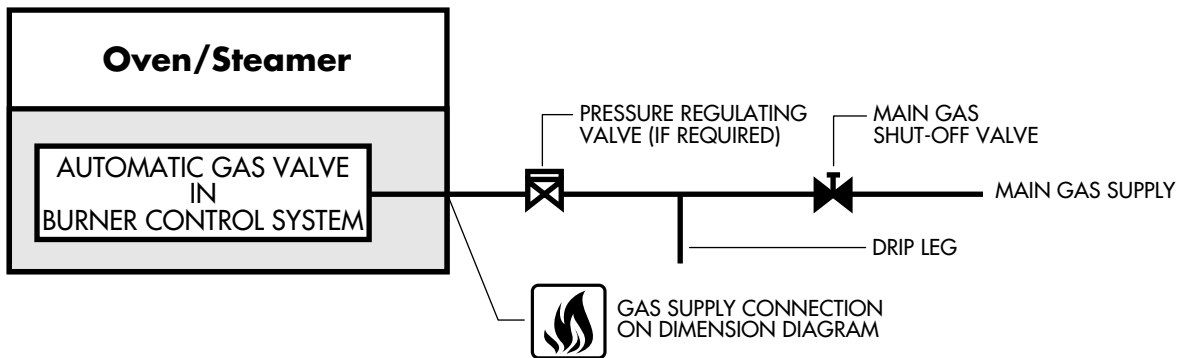 Oven/Steamer
AUTOMATIC GAS VALVE
IN
BURNER CONTROL SYSTEM
PRESSURE REGULATING
VALVE (IF REQUIRED)
MAIN GAS
SHUT-OFF VALVE
MAIN GAS SUPPLY
DRIP LEG
GAS SUPPLY CONNECTION
ON DIMENSION DIAGRAM